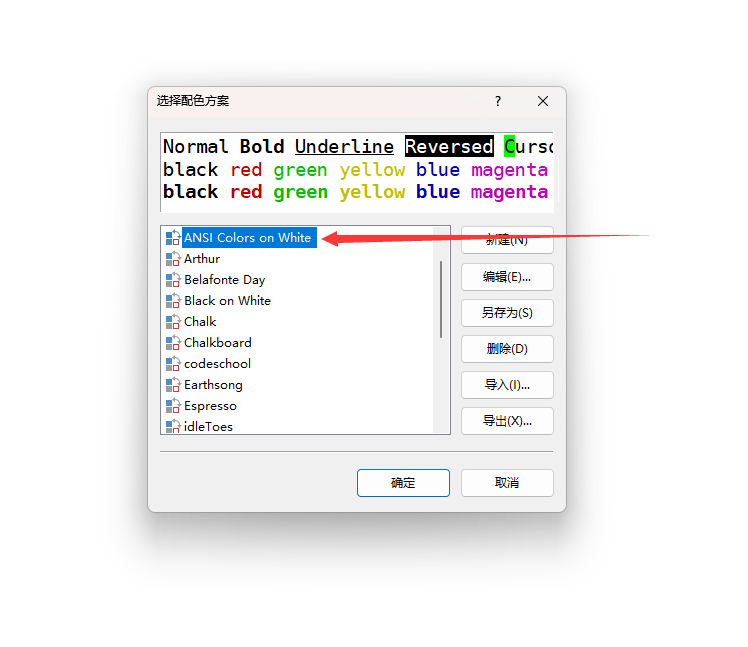 选择配色方案
?
Normal Bold Underline Reversed Curso
black red green yellow blue magenta
black red green yellow blue magenta
ANSI Colors on White
Arthur
Belafonte Day
Black on White
Chalk
Chalkboard
codeschool
Earthsong
Espresso
idleToes
新建(N)
编辑(E)...
另存为(S)
删除(D)
导入(I)...
导出(X)...
确定
取消